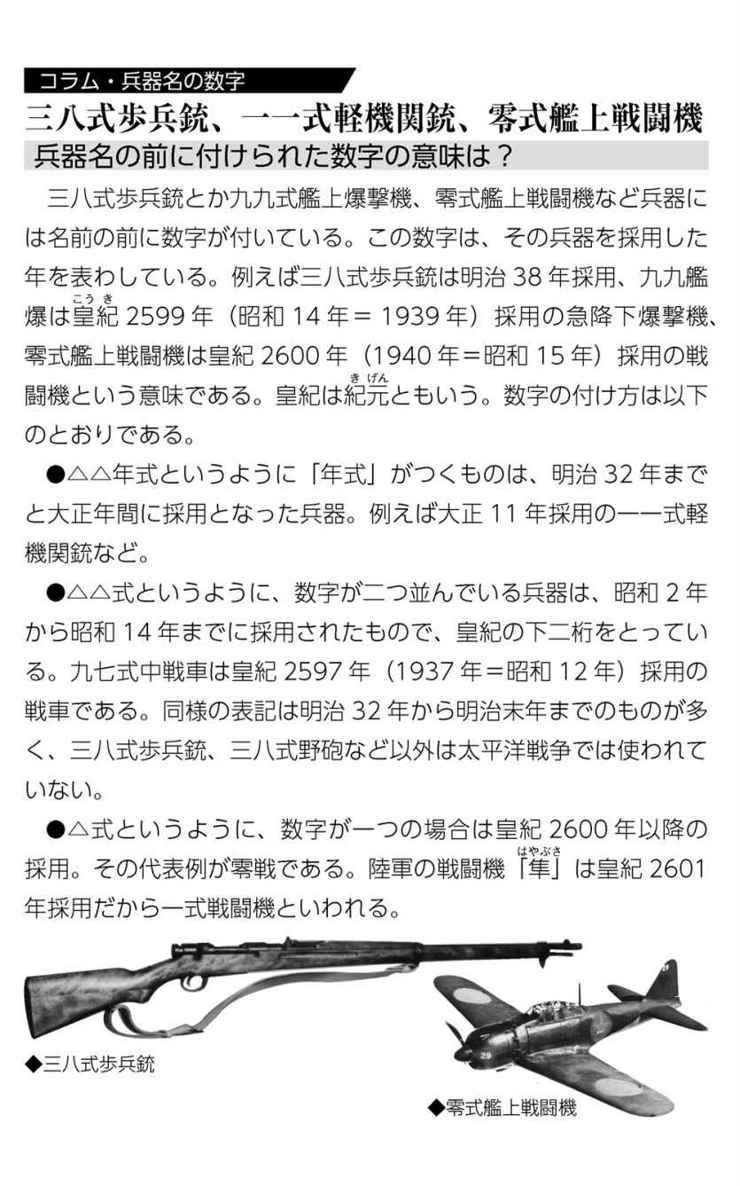 コラム・兵器名の数字
三八式歩兵銃、一一式軽機関銃、零式艦上戦闘機
兵器名の前に付けられた数字の意味は？
三八式歩兵銃とか九九式艦上爆撃機、零式艦上戦闘機など兵器に
は名前の前に数字が付いている。この数字は、その兵器を採用した
年を表わしている。例えば三八式歩兵銃は明治 38 年採用、九九艦
こう き
爆は皇紀 2599 年（昭和 14 年＝ 1939 年）採用の急降下爆撃機、
零式艦上戦闘機は皇紀 2600 年（1940 年＝昭和 15 年）採用の戦
き げん
闘機という意味である。皇紀は紀元ともいう。数字の付け方は以下
のとおりである。
●△△年式というように「年式」がつくものは、明治 32 年まで
と大正年間に採用となった兵器。例えば大正 11 年採用の一一式軽
機関銃など。
●△△式というように、数字が二つ並んでいる兵器は、昭和 2 年
から昭和 14 年までに採用されたもので、皇紀の下二桁をとってい
る。九七式中戦車は皇紀 2597 年（1937 年＝昭和 12 年）採用の
戦車である。同様の表記は明治 32 年から明治末年までのものが多
く、三八式歩兵銃、三八式野砲など以外は太平洋戦争では使われて
いない。
●△式というように、数字が一つの場合は皇紀 2600 年以降の
はやぶさ
採用。その代表例が零戦である。陸軍の戦闘機「隼」は皇紀 2601
年採用だから一式戦闘機といわれる。
29
◆三八式歩兵銃
◆零式艦上戦闘機